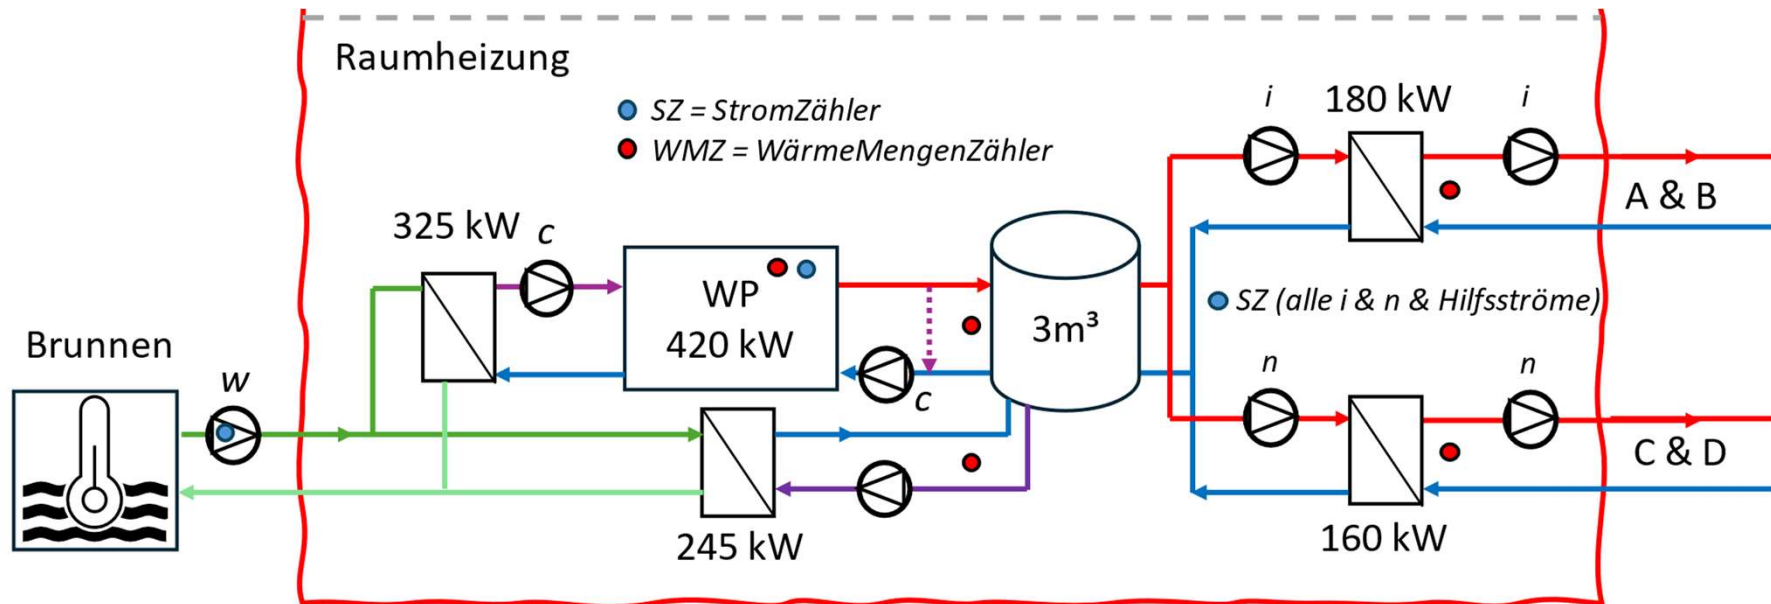 Raumheizung
SZ = StromZähler
WMZ = WärmeMengenZähler
i
180 kW
i
A & B
325 kW
c
WP
420 kW
3m³
SZ (alle i & n & Hilfsströme)
Brunnen
w
c
n
n
C & D
245 kW
160 kW